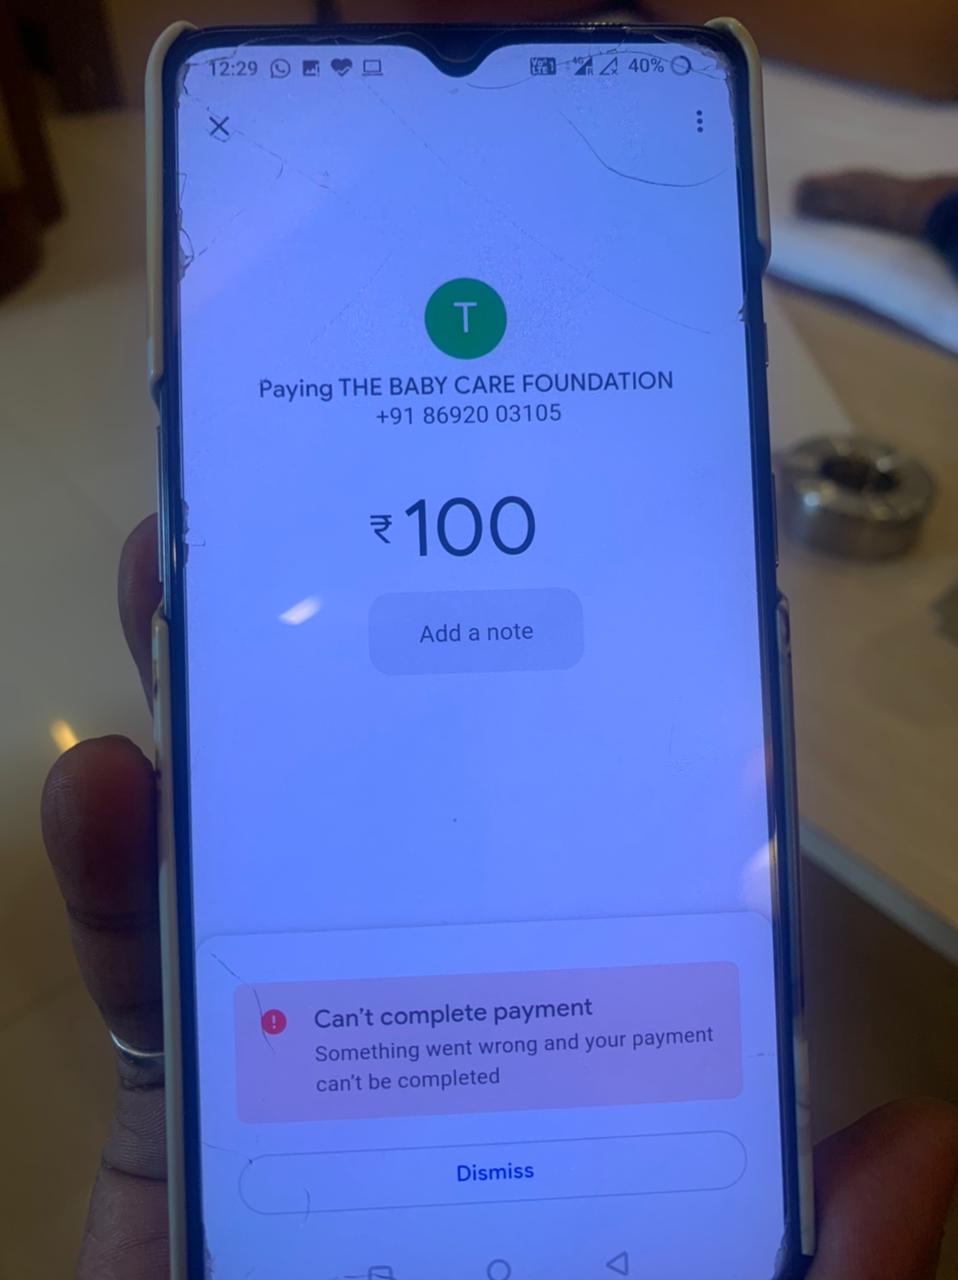 12:29 40%
T
Paying THE BABY CARE FOUNDATION
+91 86920 03105
₹100
Add a note
Can't complete payment
Something went wrong and your payment
can't be completed
Dismiss